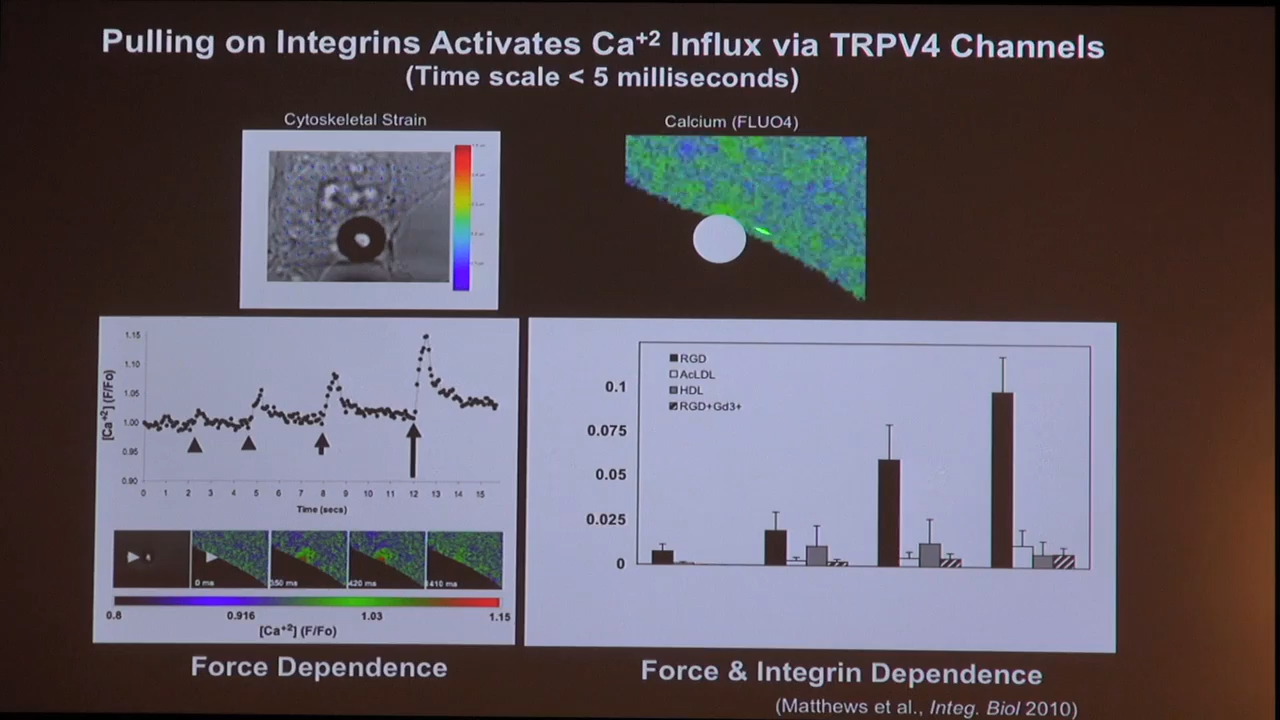 Pulling on Integrins Activates Ca+2 Influx via TRPV4 Channels
(Time scale < 5 milliseconds)
Cytoskeletal Strain
Calcium (FLUO4)
1.15
1.10
1.05
1.00
0.95
0.90
[Ca+2] (F/Fo)
0 1 2 3 4 5 6 7 8 9 10 11 12 13 14 15
Time (secs)
0 ms
350 ms
420 ms
1410 ms
0.8 0.916 1.03 1.15
[Ca+2] (F/Fo)
Force Dependence
RGD
AcLDL
HDL
RGD+Gd3+
0.1
0.075
0.05
0.025
0
Force & Integrin Dependence
(Matthews et al., Integ. Biol 2010)